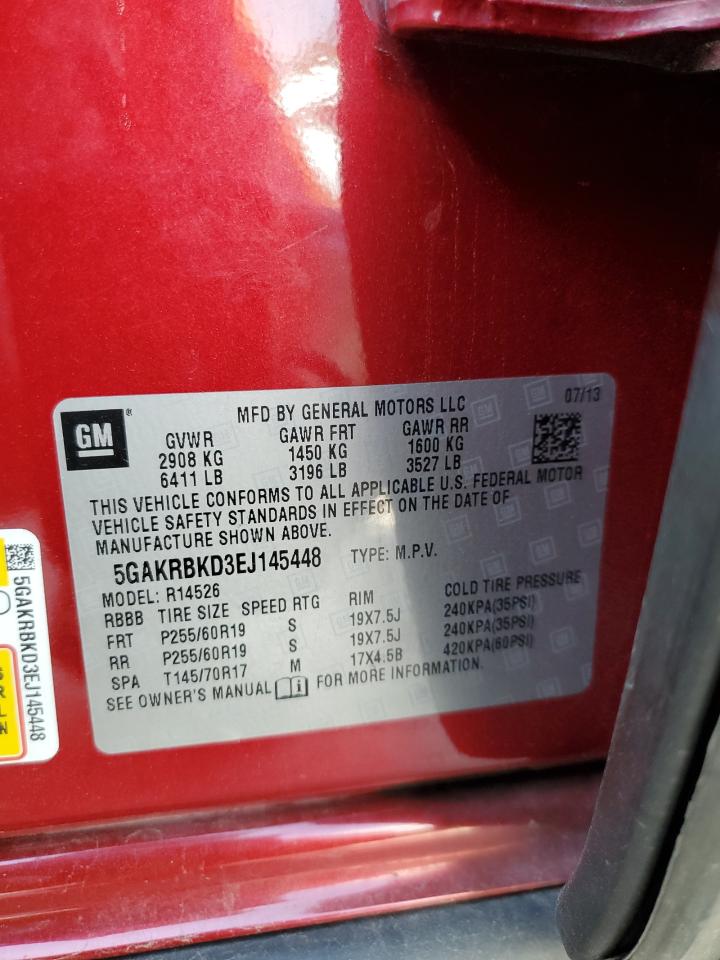 07/13
GM®
MFD BY GENERAL MOTORS LLC
GVWR GAWR FRT GAWR RR
2908 KG 1450 KG 1600 KG
6411 LB 3196 LB 3527 LB
THIS VEHICLE CONFORMS TO ALL APPLICABLE U.S. FEDERAL MOTOR
VEHICLE SAFETY STANDARDS IN EFFECT ON THE DATE OF
MANUFACTURE SHOWN ABOVE.
5GAKRBKD3EJ145448 TYPE: M.P.V.
MODEL: R14526
RBBB TIRE SIZE SPEED RTG RIM COLD TIRE PRESSURE
FRT P255/60R19 S 19X7.5J 240KPA(35PSI)
RR P255/60R19 S 19X7.5J 240KPA(35PSI)
SPA T145/70R17 M 17X4.5B 420KPA(60PSI)
SEE OWNER'S MANUAL i FOR MORE INFORMATION.
5GAKRBKD3EJ145448